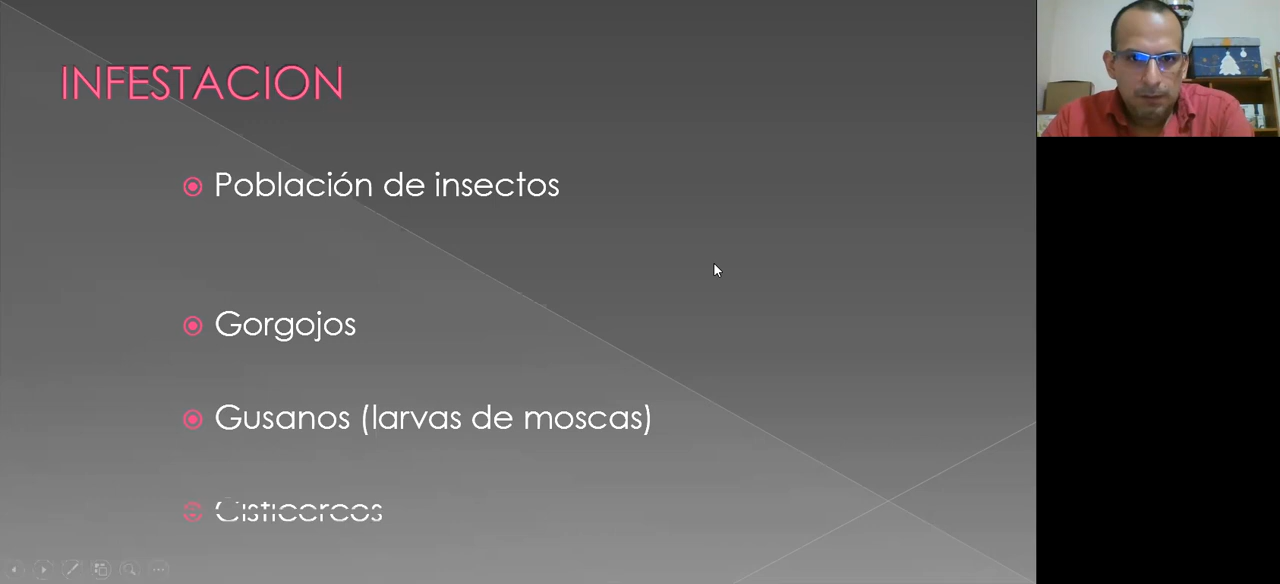 INFESTACION
Población de insectos
Gorgojos
Gusanos (larvas de moscas)
Cisticercos